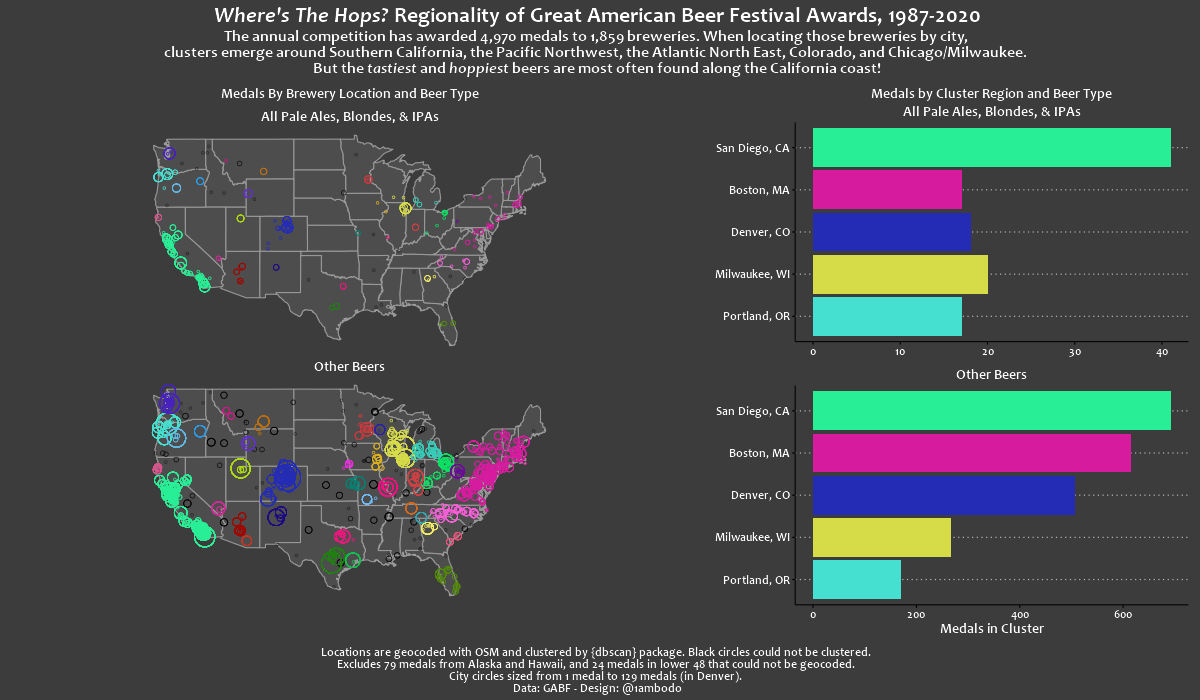 Where's The Hops? Regionality of Great American Beer Festival Awards, 1987-2020
The annual competition has awarded 4,970 medals to 1,859 breweries. When locating those breweries by city,
clusters emerge around Southern California, the Pacific Northwest, the Atlantic North East, Colorado, and Chicago/Milwaukee.
But the tastiest and hoppiest beers are most often found along the California coast!
Medals By Brewery Location and Beer Type
All Pale Ales, Blondes, & IPAs
Other Beers
Medals by Cluster Region and Beer Type
All Pale Ales, Blondes, & IPAs
San Diego, CA
Boston, MA
Denver, CO
Milwaukee, WI
Portland, OR
0 10 20 30 40
Other Beers
San Diego, CA
Boston, MA
Denver, CO
Milwaukee, WI
Portland, OR
0 200 400 600
Medals in Cluster
Locations are geocoded with OSM and clustered by {dbscan} package. Black circles could not be clustered.
Excludes 79 medals from Alaska and Hawaii, and 24 medals in lower 48 that could not be geocoded.
City circles sized from 1 medal to 129 medals (in Denver).
Data: GABF - Design: @iambodo